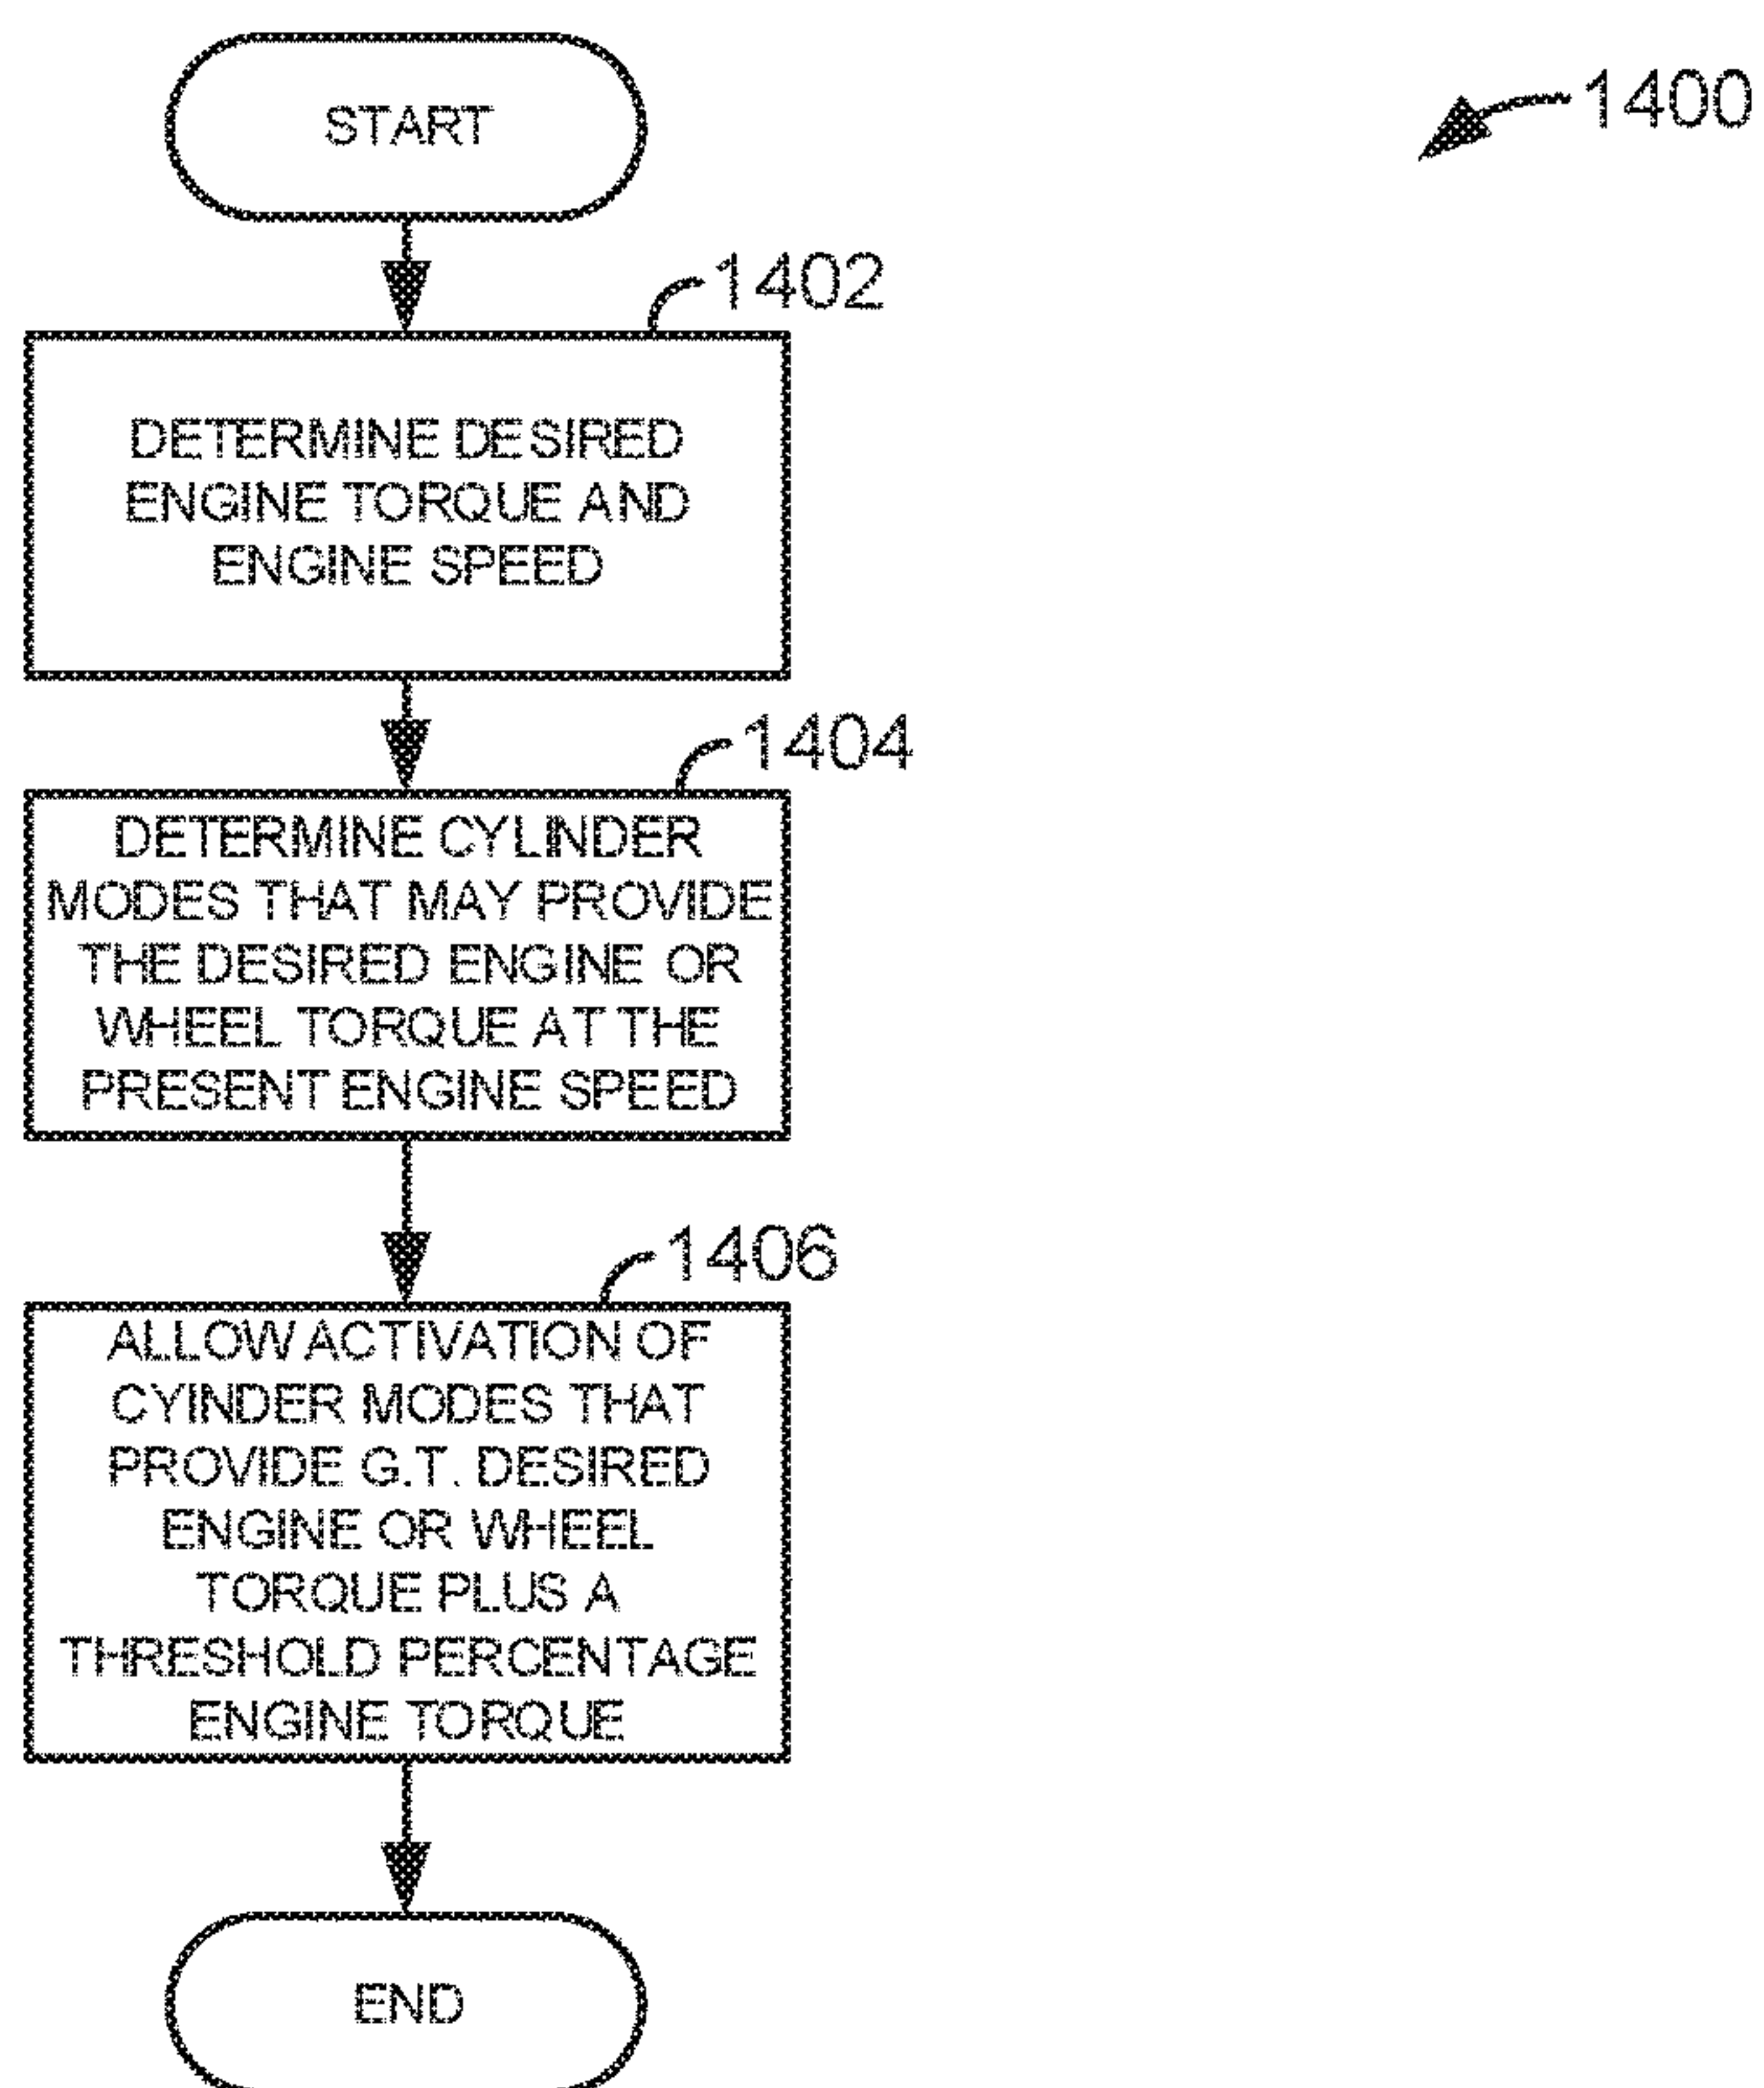 START
1400
1402
DETERMINE DESIRED
ENGINE TORQUE AND
ENGINE SPEED
1404
DETERMINE CYLINDER
MODES THAT MAY PROVIDE
THE DESIRED ENGINE OR
WHEEL TORQUE AT THE
PRESENT ENGINE SPEED
1406
ALLOW ACTIVATION OF
CYINDER MODES THAT
PROVIDE G.T. DESIRED
ENGINE OR WHEEL
TORQUE PLUS A
THRESHOLD PERCENTAGE
ENGINE TORQUE
END